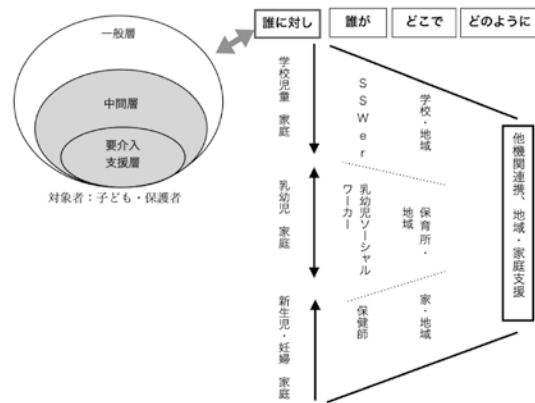 一般層
中間層
要介入
支援層
対象者：子ども・保護者
誰に対し
誰が
どこで
どのように
学校児童　家庭
SSWer
学校・地域
乳幼児　家庭
乳幼児ソーシャル
ワーカー
保育所・
地域
新生児・妊婦　家庭
保健師
家・地域
他機関連携、地域・家庭支援